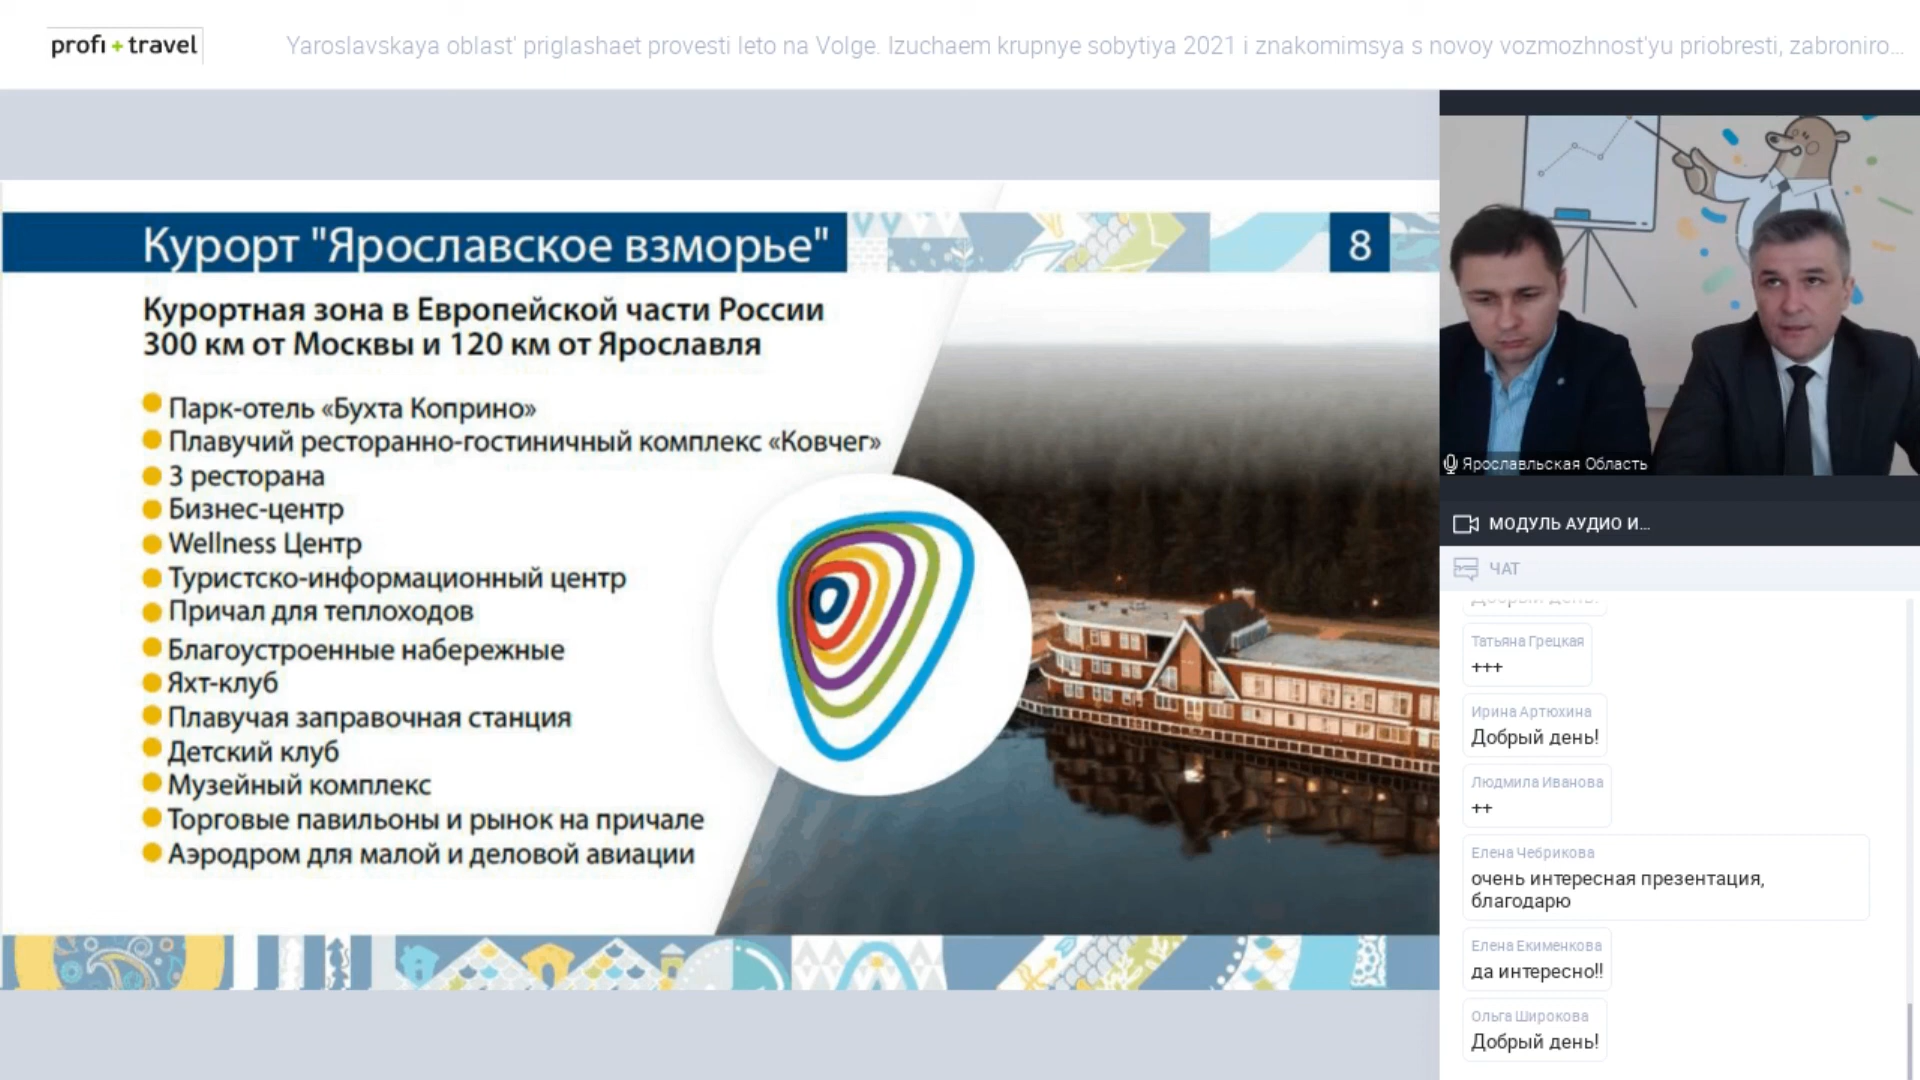 profi + travel
Yaroslavskaya oblast' priglashaet provesti leto na Volge. Izuchaem krupnye sobytiya 2021 i znakomimsya s novoy vozmozhnost'yu priobresti, zabroniro...
Курорт "Ярославское взморье"
8
Курортная зона в Европейской части России
300 км от Москвы и 120 км от Ярославля
Парк-отель «Бухта Коприно»
Плавучий ресторанно-гостиничный комплекс «Ковчег»
3 ресторана
Бизнес-центр
Wellness Центр
Туристско-информационный центр
Причал для теплоходов
Благоустроенные набережные
Яхт-клуб
Плавучая заправочная станция
Детский клуб
Музейный комплекс
Торговые павильоны и рынок на причале
Аэродром для малой и деловой авиации
Ярославльская Область
МОДУЛЬ АУДИО И...
ЧАТ
Добрый день!
Татьяна Грецкая
+++
Ирина Артюхина
Добрый день!
Людмила Иванова
++
Елена Чебрикова
очень интересная презентация,
благодарю
Елена Екименкова
да интересно!!
Ольга Широкова
Добрый день!